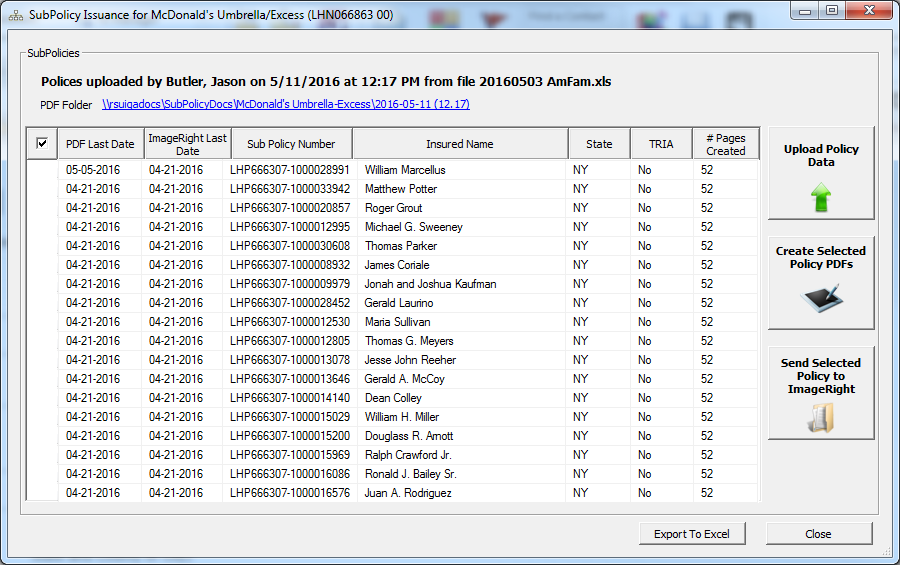 SubPolicy Issuance for McDonald's Umbrella/Excess (LHN066863 00)
SubPolicies
Polices uploaded by Butler, Jason on 5/11/2016 at 12:17 PM from file 20160503 AmFam.xls
PDF Folder \\rsuigadocs\SubPolicyDocs\McDonald's Umbrella-Excess\2016-05-11 (12.17)
PDF Last Date ImageRight Last Date Sub Policy Number Insured Name State TRIA # Pages Created
05-05-2016 04-21-2016 LHP666307-1000028991 William Marcellus NY No 52
04-21-2016 04-21-2016 LHP666307-1000033942 Matthew Potter NY No 52
04-21-2016 04-21-2016 LHP666307-1000020857 Roger Grout NY No 52
04-21-2016 04-21-2016 LHP666307-1000012995 Michael G. Sweeney NY No 52
04-21-2016 04-21-2016 LHP666307-1000030608 Thomas Parker NY No 52
04-21-2016 04-21-2016 LHP666307-1000008932 James Coriale NY No 52
04-21-2016 04-21-2016 LHP666307-1000009979 Jonah and Joshua Kaufman NY No 52
04-21-2016 04-21-2016 LHP666307-1000028452 Gerald Laurino NY No 52
04-21-2016 04-21-2016 LHP666307-1000012530 Maria Sullivan NY No 52
04-21-2016 04-21-2016 LHP666307-1000012805 Thomas G. Meyers NY No 52
04-21-2016 04-21-2016 LHP666307-1000013078 Jesse John Reeher NY No 52
04-21-2016 04-21-2016 LHP666307-1000013646 Gerald A. McCoy NY No 52
04-21-2016 04-21-2016 LHP666307-1000014140 Dean Colley NY No 52
04-21-2016 04-21-2016 LHP666307-1000015029 William H. Miller NY No 52
04-21-2016 04-21-2016 LHP666307-1000015200 Douglass R. Arnott NY No 52
04-21-2016 04-21-2016 LHP666307-1000015969 Ralph Crawford Jr. NY No 52
04-21-2016 04-21-2016 LHP666307-1000016086 Ronald J. Bailey Sr. NY No 52
04-21-2016 04-21-2016 LHP666307-1000016576 Juan A. Rodriguez NY No 52
Upload Policy
Data
Create Selected
Policy PDFs
Send Selected
Policy to
ImageRight
Export To Excel
Close